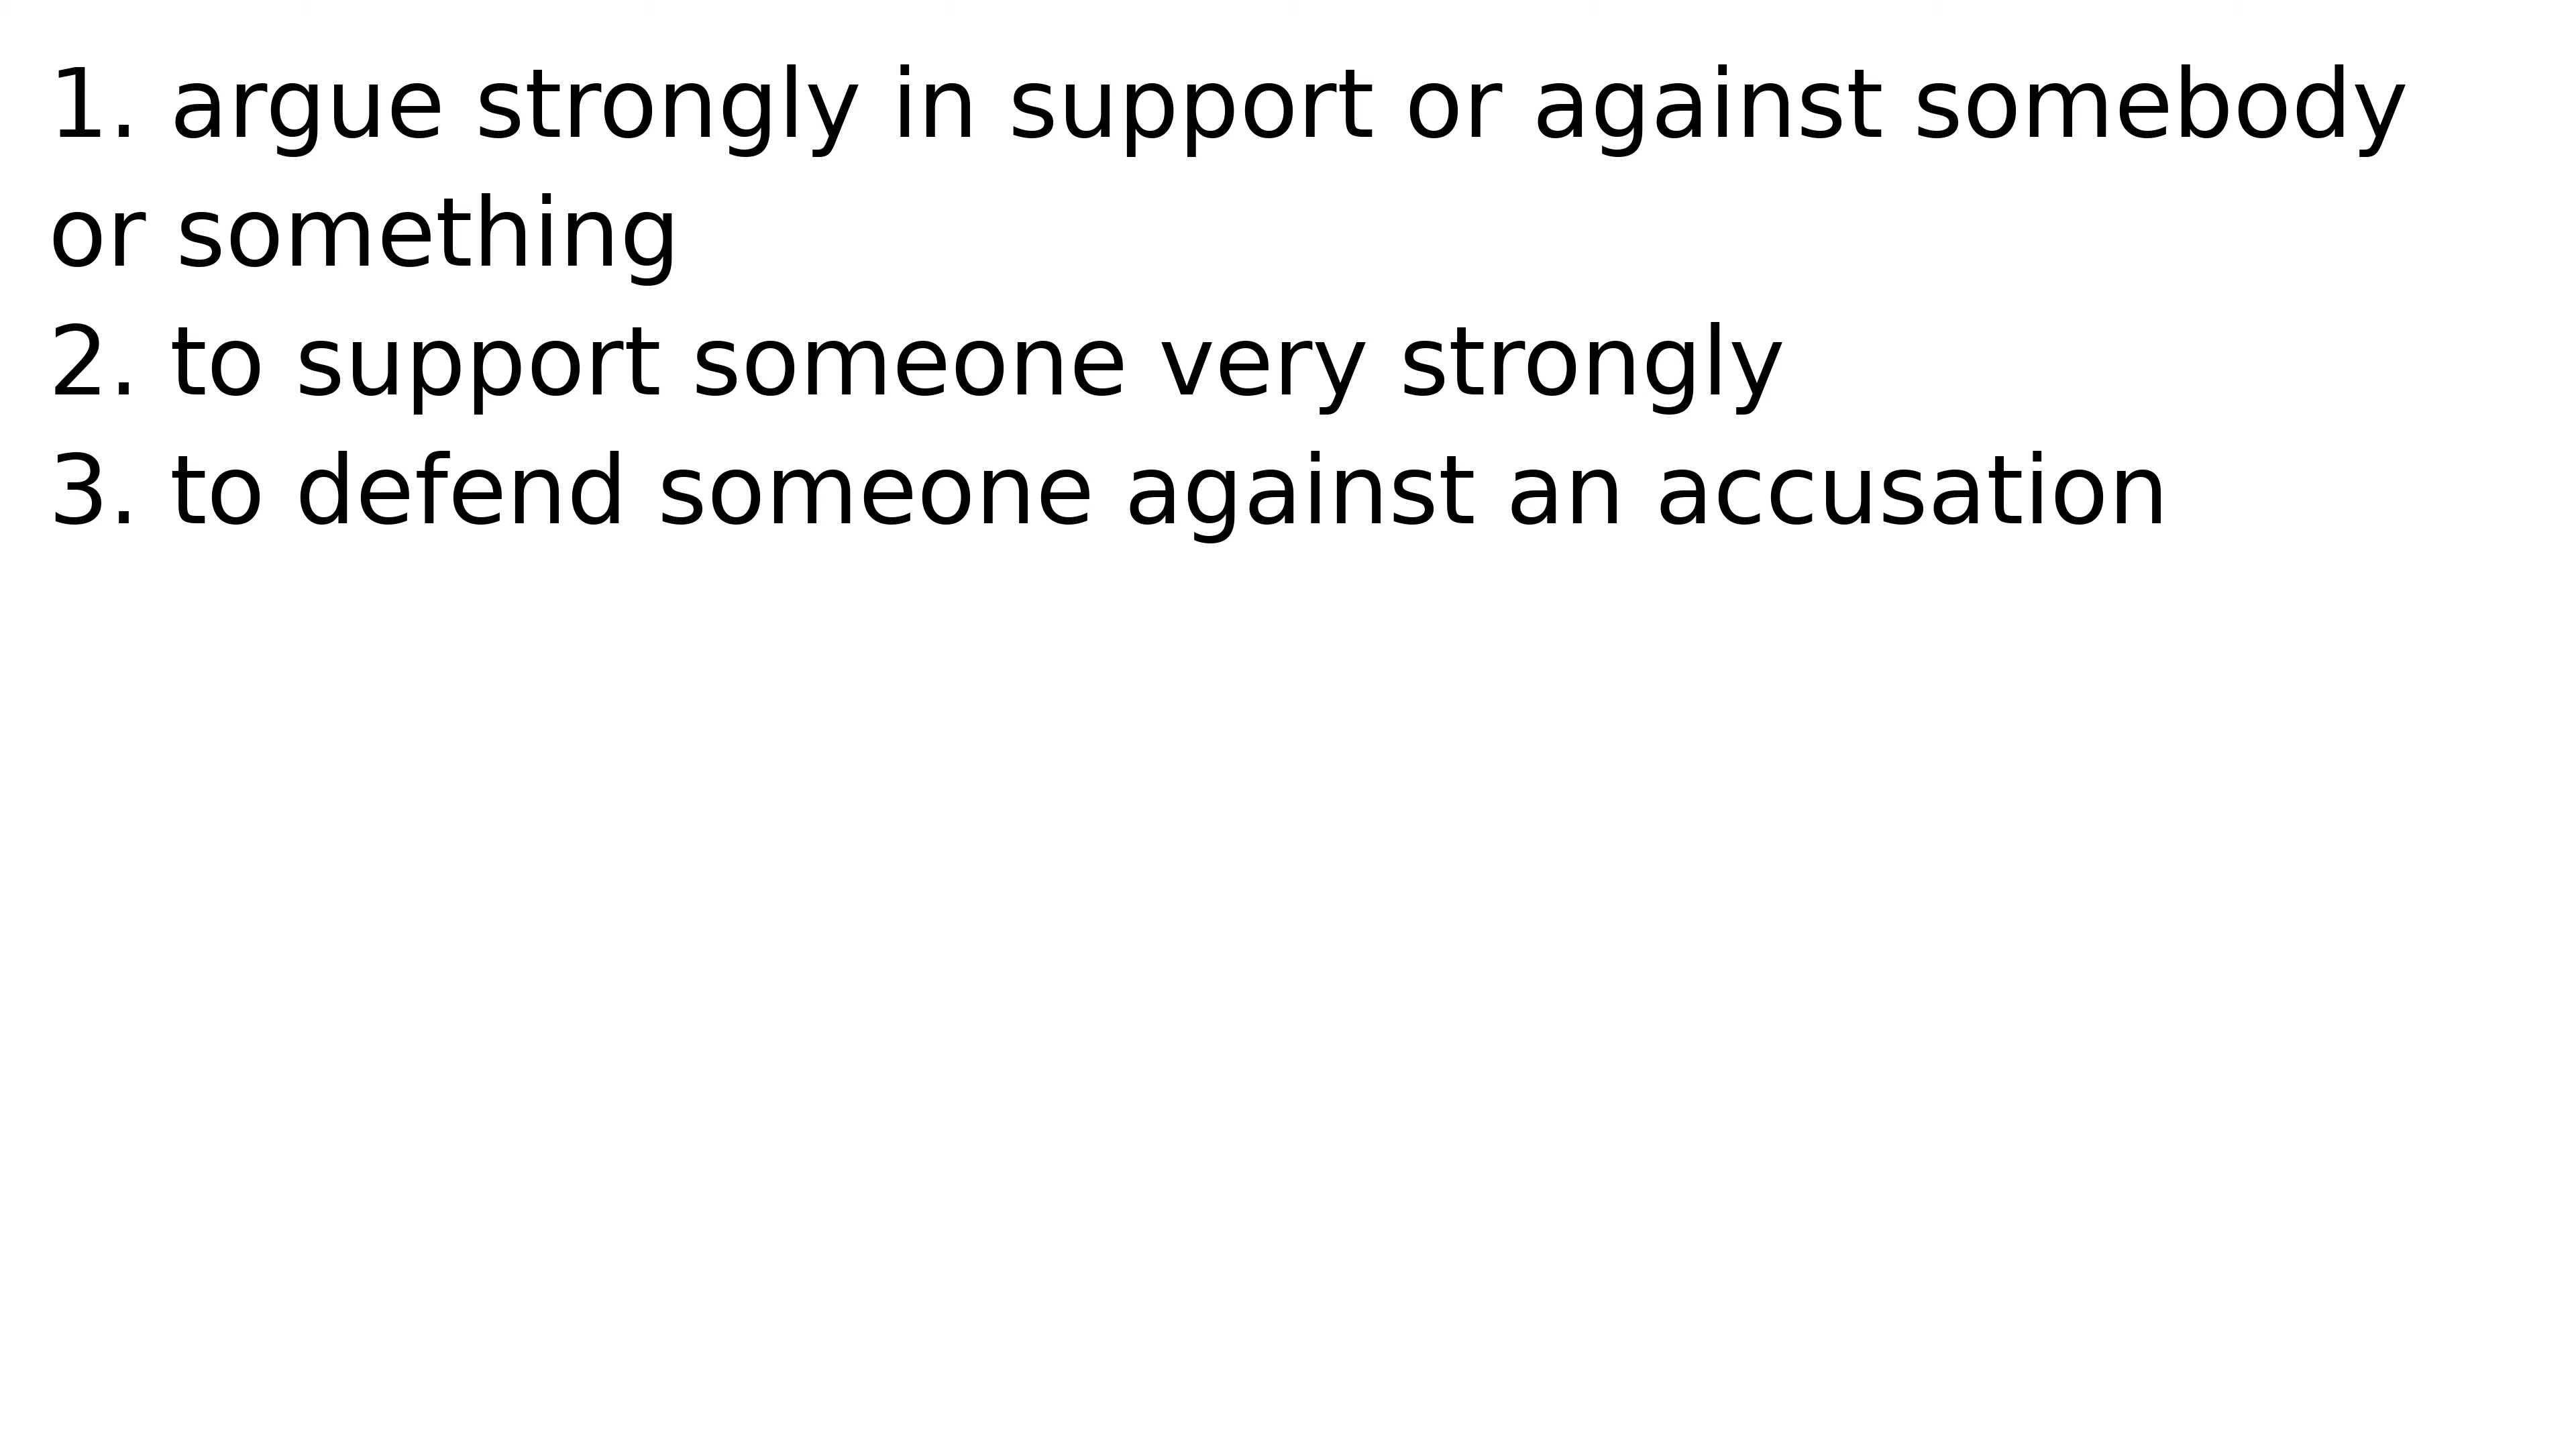 1. argue strongly in support or against somebody
or something
2. to support someone very strongly
3. to defend someone against an accusation